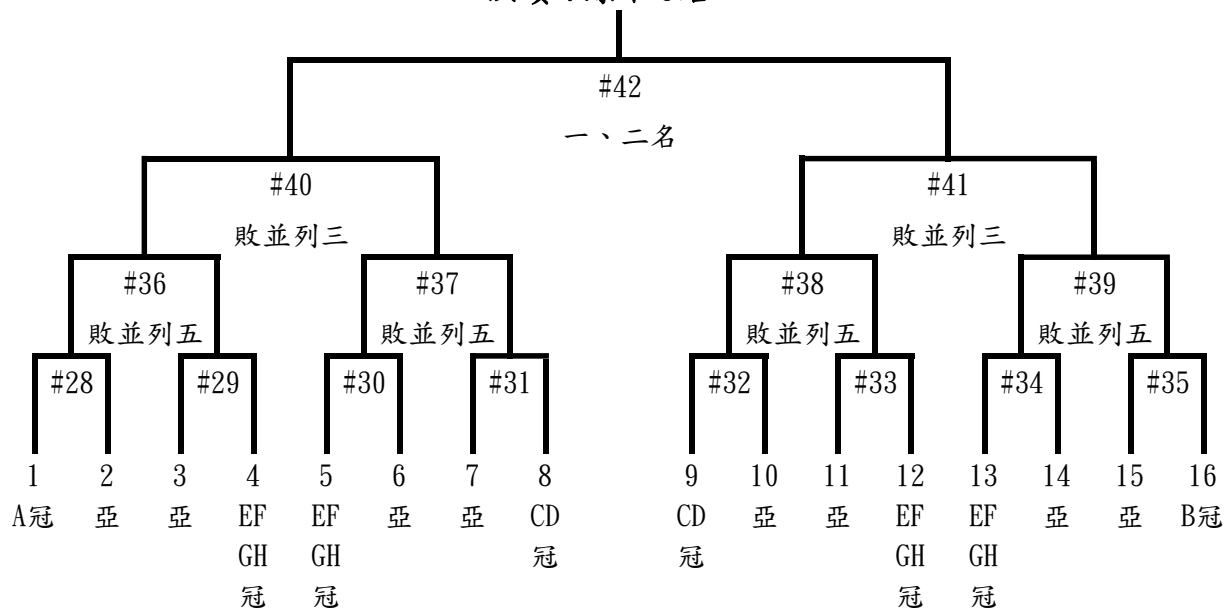 #42
一、二名
#40 #41
敗並列三 敗並列三
#36 #37 #38 #39
敗並列五 敗並列五 敗並列五 敗並列五
#28 #29 #30 #31 #32 #33 #34 #35
1 2 3 4 5 6 7 8 9 10 11 12 13 14 15 16
A冠 亞 亞 EF EF 亞 亞 CD CD 亞 亞 EF EF 亞 亞 B冠
GH GH 冠 冠 GH GH
冠 冠 冠 冠